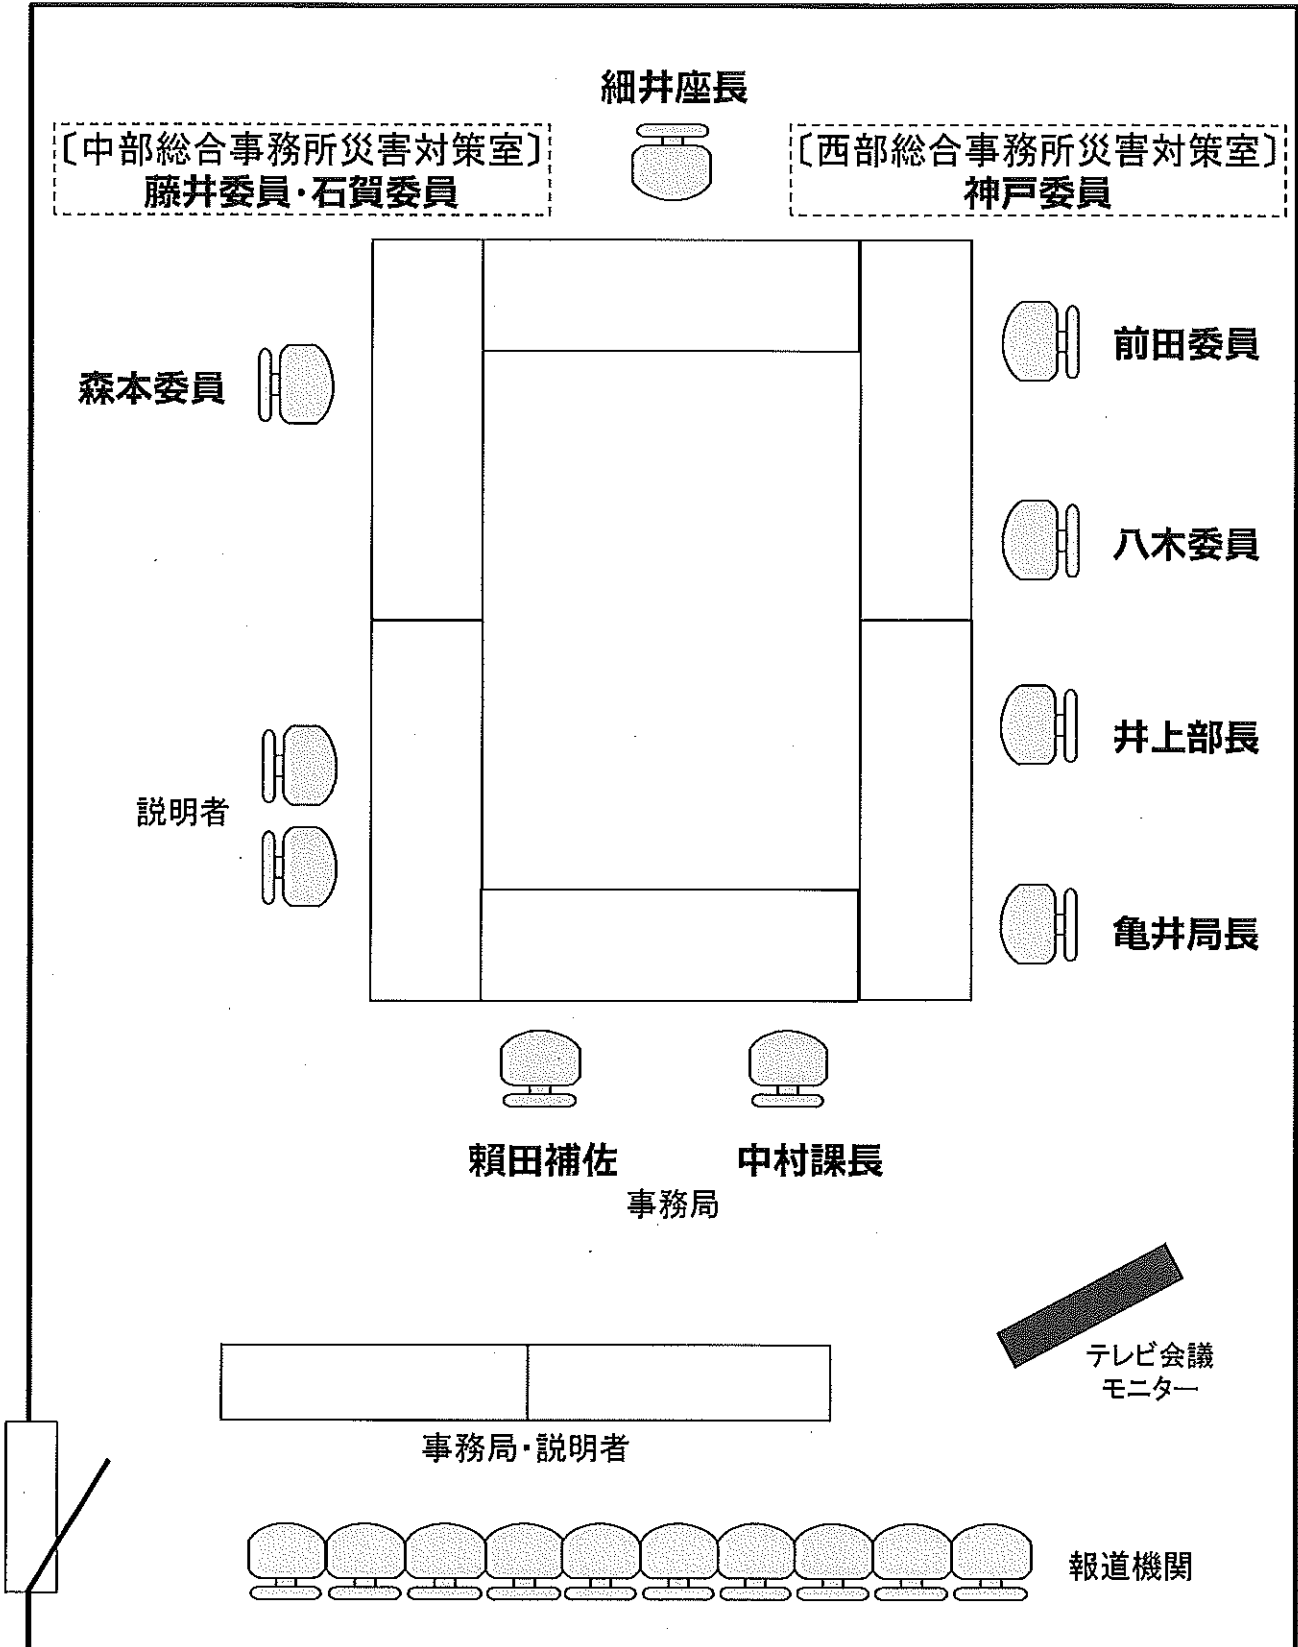 細井座長
〔中部総合事務所災害対策室〕
藤井委員・石賀委員
〔西部総合事務所災害対策室〕
神戸委員
前田委員
森本委員
八木委員
井上部長
説明者
亀井局長
頼田補佐
中村課長
事務局
テレビ会議
モニター
事務局・説明者
報道機関